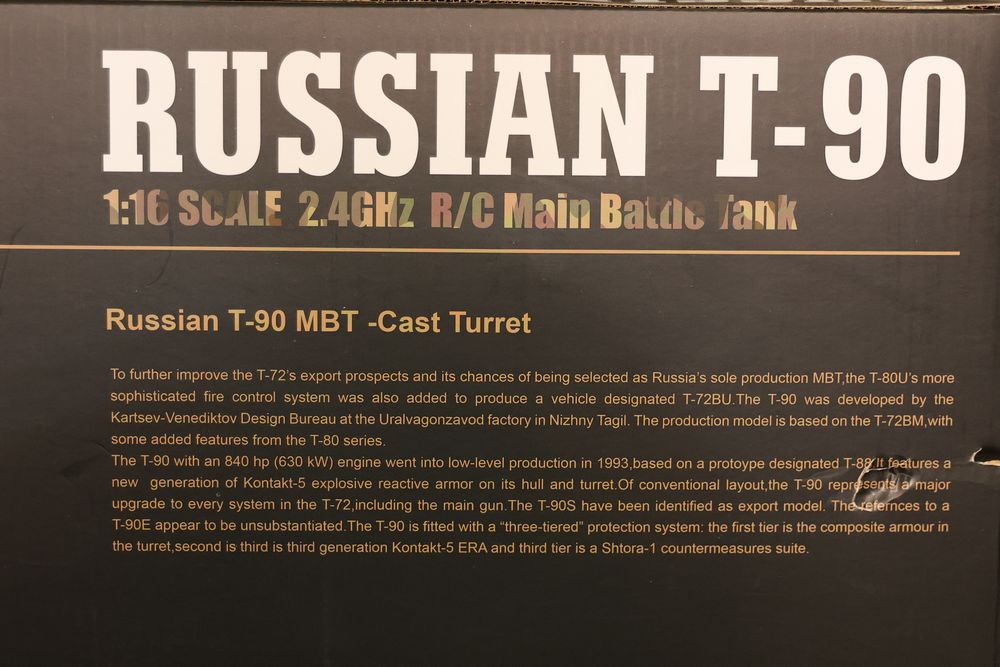 RUSSIAN T-90
1:16 SCALE 2.4GHz R/C Main Battle Tank
Russian T-90 MBT -Cast Turret
To further improve the T-72's export prospects and its chances of being selected as Russia's sole production MBT,the T-80U's more
sophisticated fire control system was also added to produce a vehicle designated T-72BU.The T-90 was developed by the
Kartsev-Venediktov Design Bureau at the Uralvagonzavod factory in Nizhny Tagil. The production model is based on the T-72BM,with
some added features from the T-80 series.
The T-90 with an 840 hp (630 kW) engine went into low-level production in 1993,based on a protoype designated T-88.It features a
new generation of Kontakt-5 explosive reactive armor on its hull and turret.Of conventional layout,the T-90 represents a major
upgrade to every system in the T-72,including the main gun.The T-90S have been identified as export model. The refernces to a
T-90E appear to be unsubstantiated.The T-90 is fitted with a “three-tiered” protection system: the first tier is the composite armour in
the turret,second is third is third generation Kontakt-5 ERA and third tier is a Shtora-1 countermeasures suite.